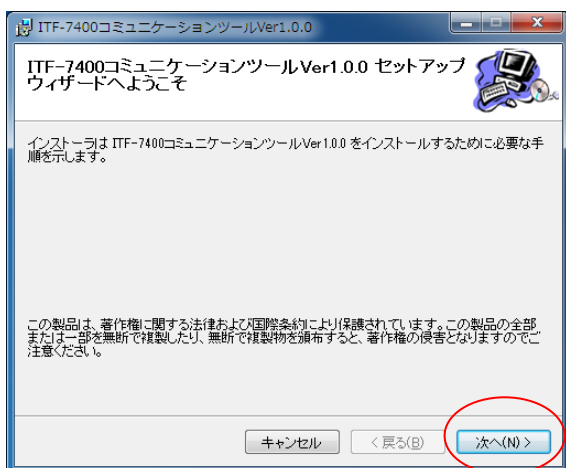 ITF-7400コミュニケーションツールVer1.0.0
ITF-7400コミュニケーションツールVer1.0.0 セットアップ
ウィザードへようこそ
インストーラは ITF-7400コミュニケーションツールVer1.0.0 をインストールするために必要な手
順を示します。
この製品は、著作権に関する法律および国際条約により保護されています。この製品の全部
または一部を無断で複製したり、無断で複製物を頒布すると、著作権の侵害となりますのでご
注意ください。
キャンセル < 戻る(B) 次へ(N) >